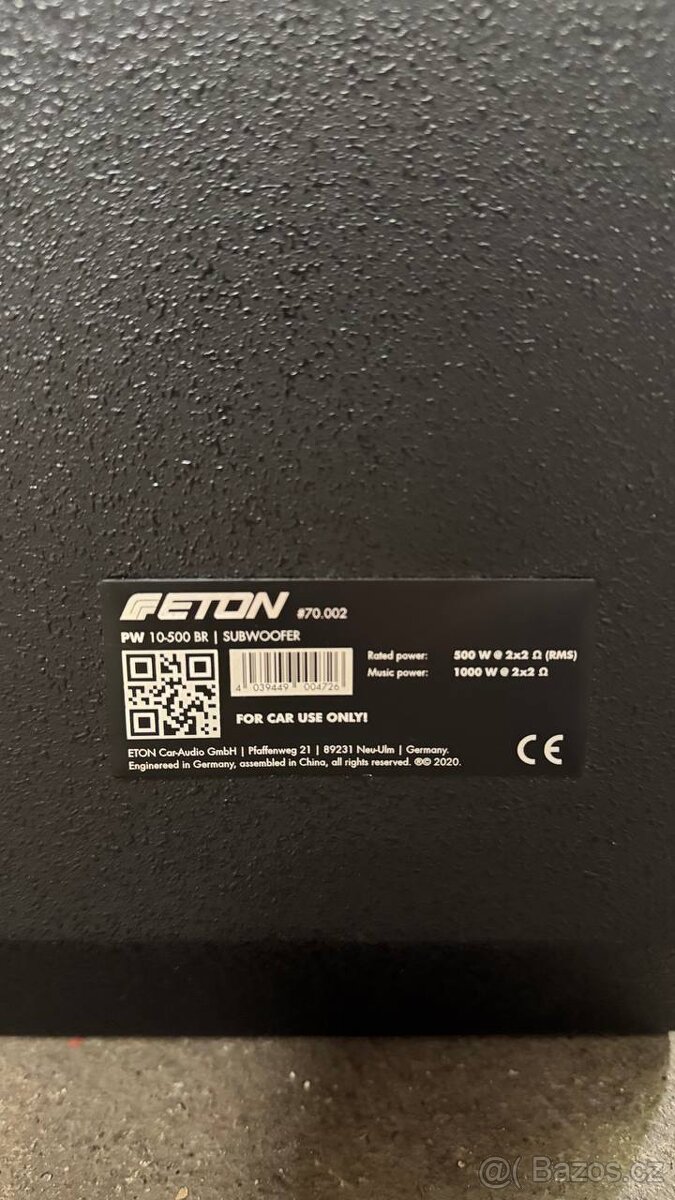 ETON #70.002
PW 10-500 BR | SUBWOOFER
Rated power: 500 W @ 2x2 Ω (RMS)
Music power: 1000 W @ 2x2 Ω
4 039449 004726
FOR CAR USE ONLY!
ETON Car-Audio GmbH | Pfaffenweg 21 | 89231 Neu-Ulm | Germany.
Enginereed in Germany, assembled in China, all rights reserved. ®© 2020.
CE
@( Bazos.cz